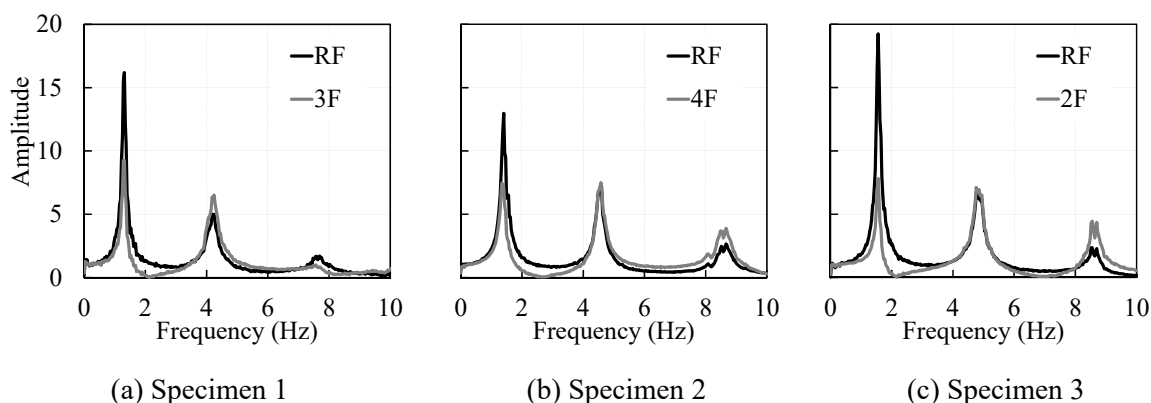 20
15
10
5
0
Amplitude
RF
3F
0 2 4 6 8 10
Frequency (Hz)
(a) Specimen 1
RF
4F
0 2 4 6 8 10
Frequency (Hz)
(b) Specimen 2
RF
2F
0 2 4 6 8 10
Frequency (Hz)
(c) Specimen 3